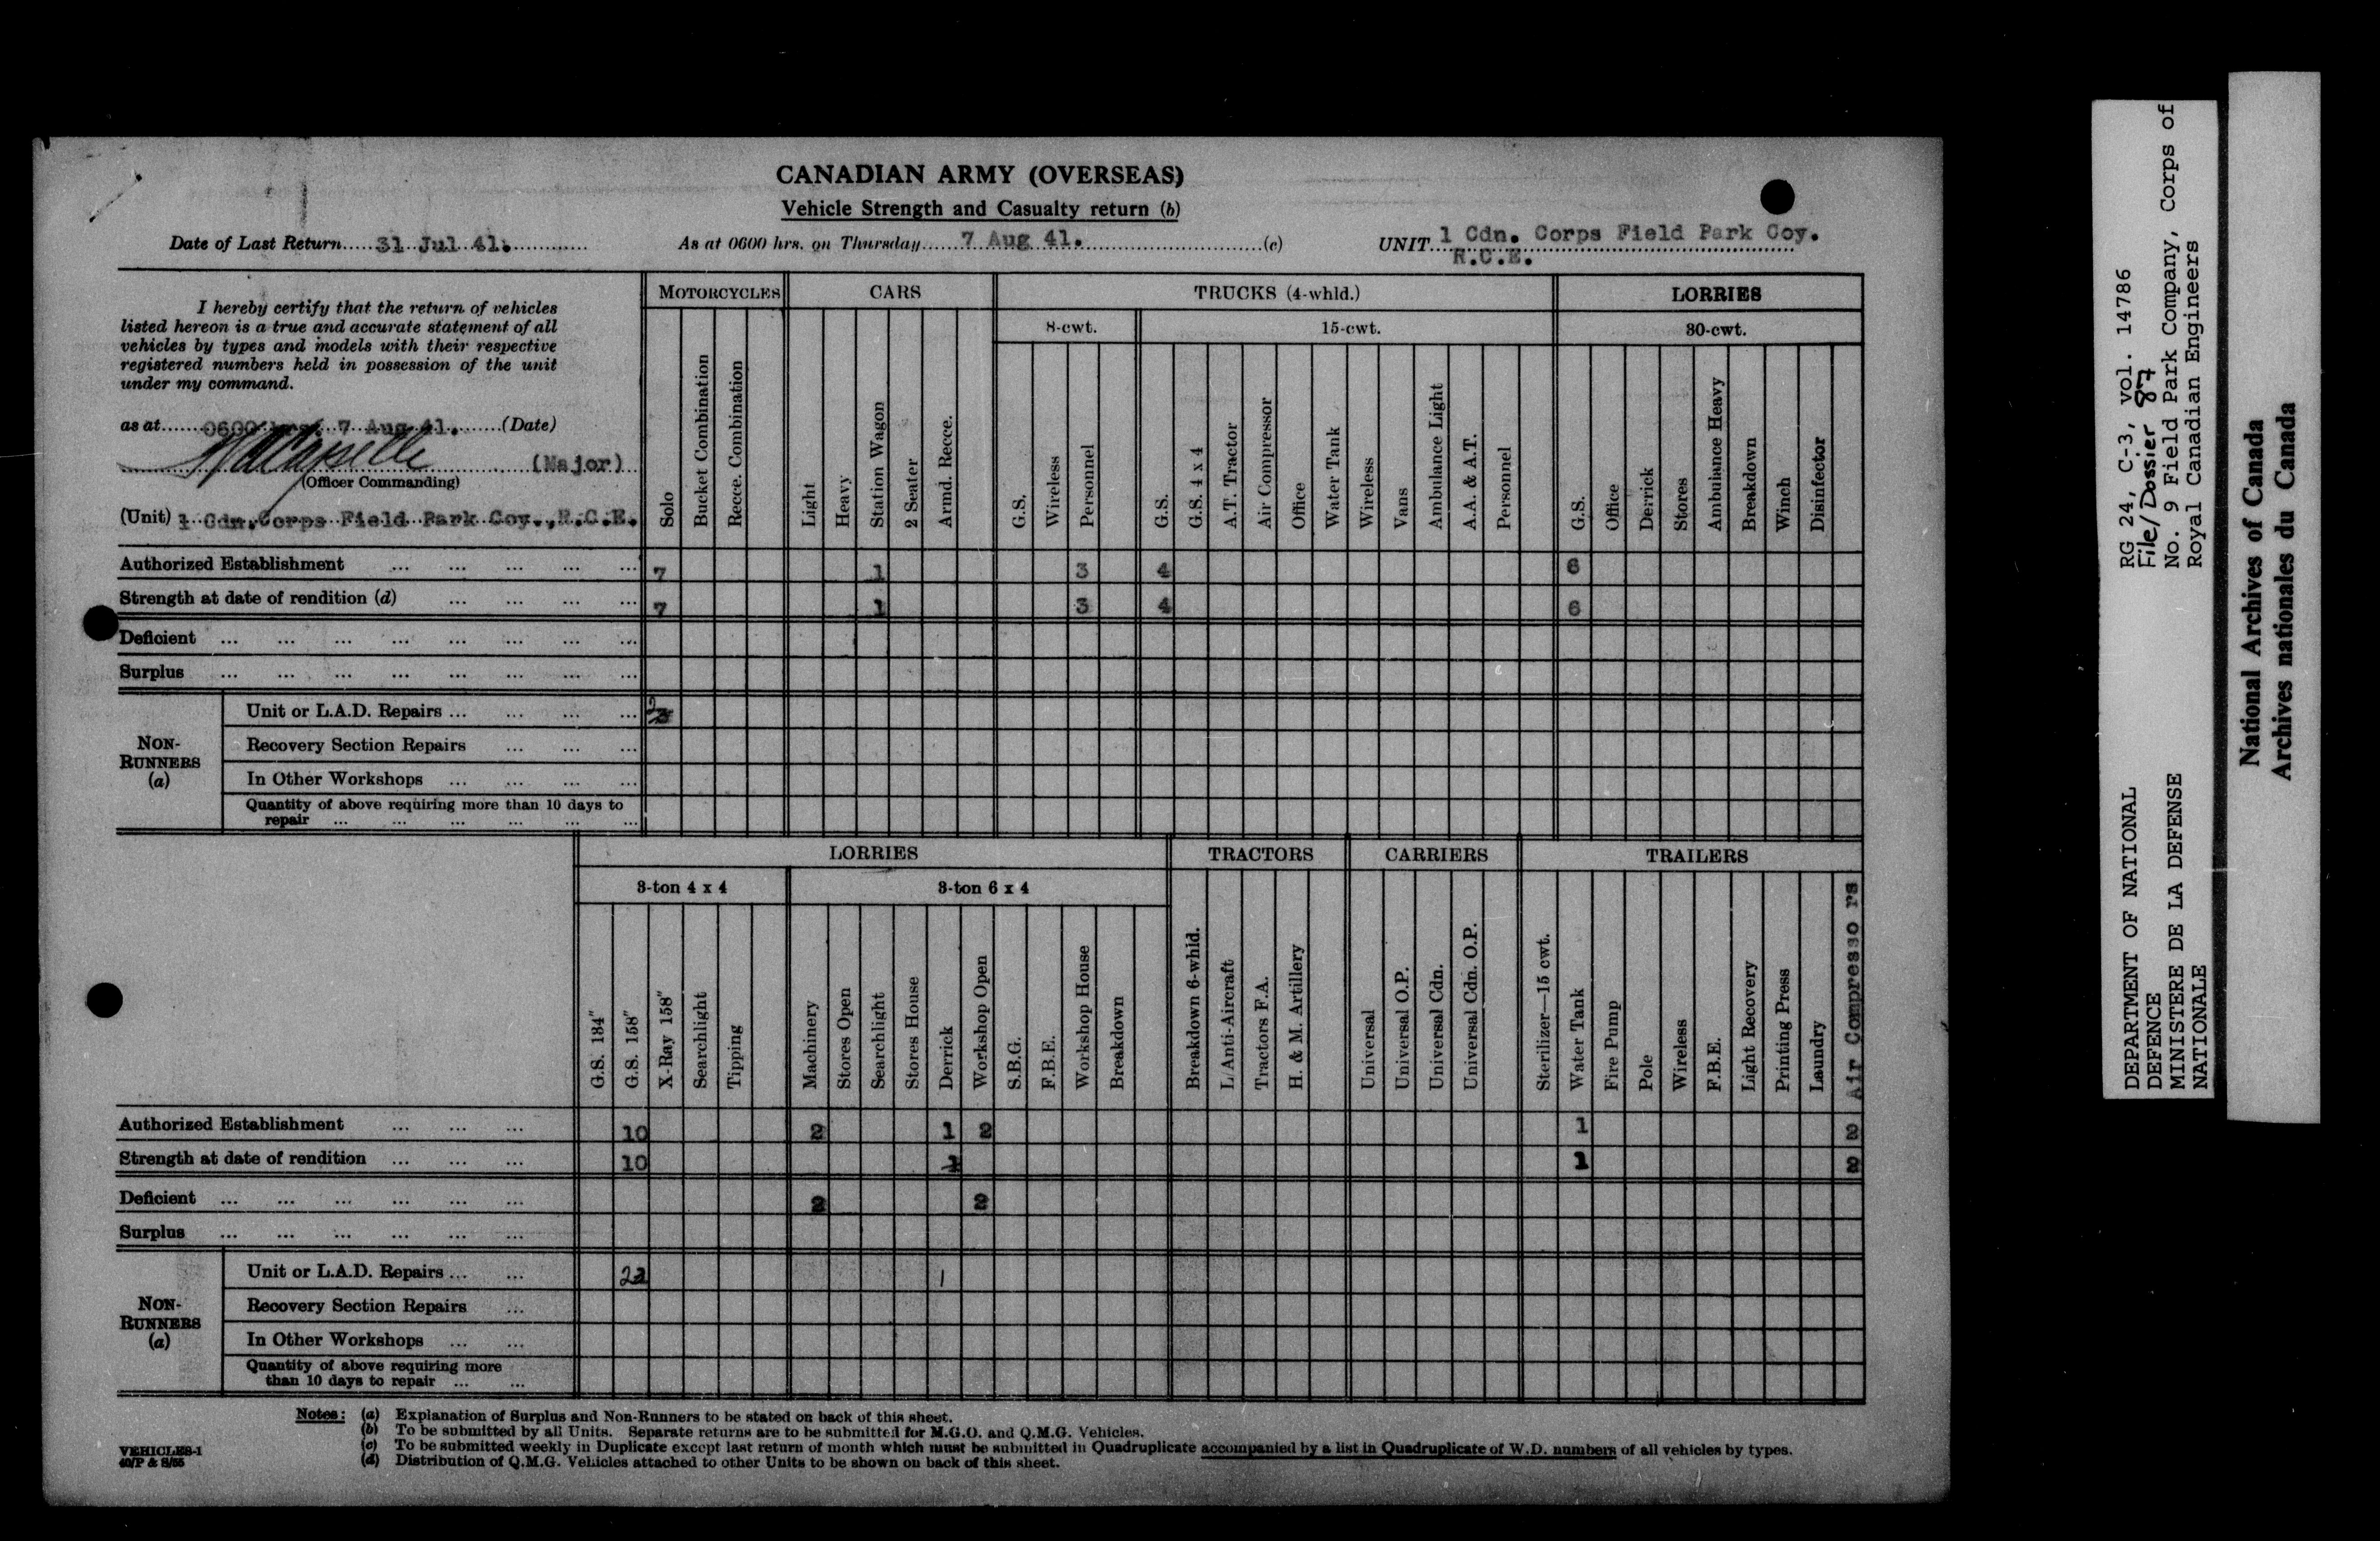 CANADIAN ARMY (OVERSEAS)
Vehicle Strength and Casualty return (b)
Date of Last Return.....31 Jul 41.............
As at 0600 hrs. on Thursday......7 Aug 41...............................(c)
UNIT..1 Cdn. Corps Field Park Coy.
R.C.E.
I hereby certify that the return of vehicles
listed hereon is a true and accurate statement of all
vehicles by types and models with their respective
registered numbers held in possession of the unit
under my command.
as at......0600 hrs. 7 Aug 41.......(Date)
(Major)
(Officer Commanding)
(Unit) 1 Cdn.Corps Field Park Coy.,R.C.E.
MOTORCYCLES
CARS
TRUCKS (4-whld.)
LORRIES
8-cwt.
15-cwt.
30-cwt.
Solo
Bucket Combination
Recce. Combination
Light
Heavy
Station Wagon
2 Seater
Armd. Recce.
G.S.
Wireless
Personnel
G.S.
G.S. 4 x 4
A.T. Tractor
Air Compressor
Office
Water Tank
Wireless
Vans
Ambulance Light
A.A. & A.T.
Personnel
G.S.
Office
Derrick
Stores
Ambulance Heavy
Breakdown
Winch
Disinfector
Authorized Establishment ... ... ... ... ... 7 1 3 4 6
Strength at date of rendition (d) ... ... ... ... 7 1 3 4 6
Deficient ... ... ... ... ... ... ... ...
Surplus ... ... ... ... ... ... ... ...
NON-
RUNNERS
(a)
Unit or L.A.D. Repairs ... ... ... ...
Recovery Section Repairs ... ... ...
In Other Workshops ... ... ... ...
Quantity of above requiring more than 10 days to
repair ... ... ... ... ... ...
LORRIES
TRACTORS
CARRIERS
TRAILERS
3-ton 4 x 4
3-ton 6 x 4
G.S. 134"
G.S. 158"
X-Ray 158"
Searchlight
Tipping
Machinery
Stores Open
Searchlight
Stores House
Derrick
Workshop Open
S.B.G.
F.B.E.
Workshop House
Breakdown
Breakdown 6-whld.
L/Anti-Aircraft
Tractors F.A.
H. & M. Artillery
Universal
Universal O.P.
Universal Cdn.
Universal Cdn. O.P.
Sterilizer—15 cwt.
Water Tank
Fire Pump
Pole
Wireless
F.B.E.
Light Recovery
Printing Press
Laundry
Air Compresso rs
Authorized Establishment ... ... ... 10 2 1 2 1 2
Strength at date of rendition ... ... ... 10 1 1 2
Deficient ... ... ... ... ... ... 2 2
Surplus ... ... ... ... ... ...
NON-
RUNNERS
(a)
Unit or L.A.D. Repairs ... ... 1
Recovery Section Repairs ...
In Other Workshops ... ...
Quantity of above requiring more
than 10 days to repair ... ...
Notes: (a) Explanation of Surplus and Non-Runners to be stated on back of this sheet.
(b) To be submitted by all Units. Separate returns are to be submitted for M.G.O. and Q.M.G. Vehicles.
(c) To be submitted weekly in Duplicate except last return of month which must be submitted in Quadruplicate accompanied by a list in Quadruplicate of W.D. numbers of all vehicles by types.
(d) Distribution of Q.M.G. Vehicles attached to other Units to be shown on back of this sheet.
VEHICLES-1
RG 24, C-3, vol. 14786
File/Dossier 87
No. 9 Field Park Company, Corps of
Royal Canadian Engineers
DEPARTMENT OF NATIONAL
DEFENCE
MINISTERE DE LA DEFENSE
NATIONALE
National Archives of Canada
Archives nationales du Canada